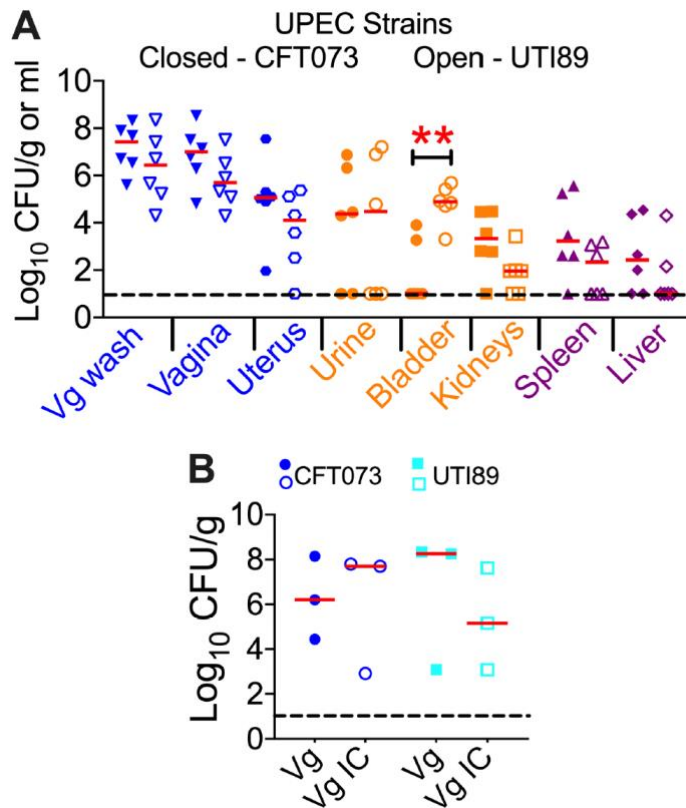 A
UPEC Strains
Closed - CFT073 Open - UTI89
Log₁₀ CFU/g or ml
10
8
6
4
2
0
**
Vg wash
Vagina
Uterus
Urine
Bladder
Kidneys
Spleen
Liver
B
CFT073 UTI89
Log₁₀ CFU/g
10
8
6
4
2
0
Vg
Vg IC
Vg
Vg IC